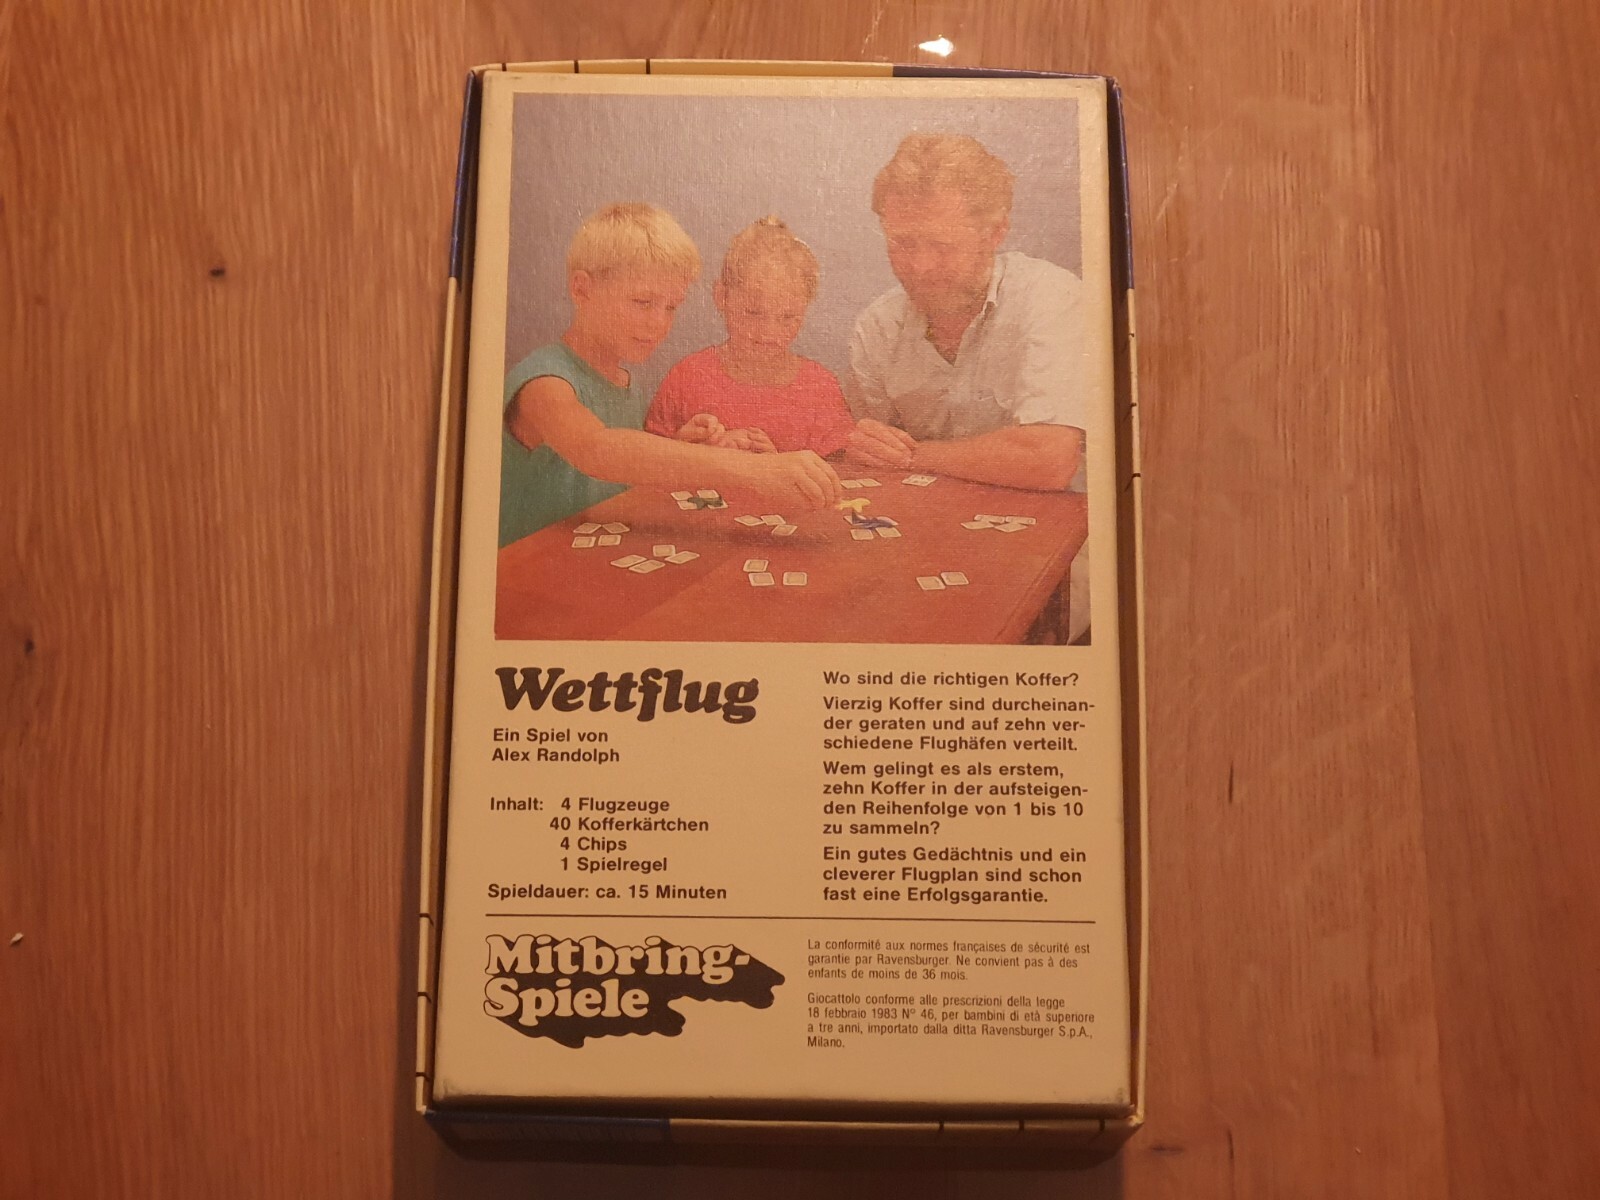 Wettflug
Ein Spiel von
Alex Randolph
Inhalt: 4 Flugzeuge
40 Kofferkärtchen
4 Chips
1 Spielregel
Spieldauer: ca. 15 Minuten
Wo sind die richtigen Koffer?
Vierzig Koffer sind durcheinan-
der geraten und auf zehn ver-
schiedene Flughäfen verteilt.
Wem gelingt es als erstem,
zehn Koffer in der aufsteigen-
den Reihenfolge von 1 bis 10
zu sammeln?
Ein gutes Gedächtnis und ein
cleverer Flugplan sind schon
fast eine Erfolgsgarantie.
Mitbring-
Spiele
La conformité aux normes françaises de sécurité est
garantie par Ravensburger. Ne convient pas à des
enfants de moins de 36 mois.
Giocattolo conforme alle prescrizioni della legge
18 febbraio 1983 N° 46, per bambini di età superiore
a tre anni, importato dalla ditta Ravensburger S.p.A.,
Milano.